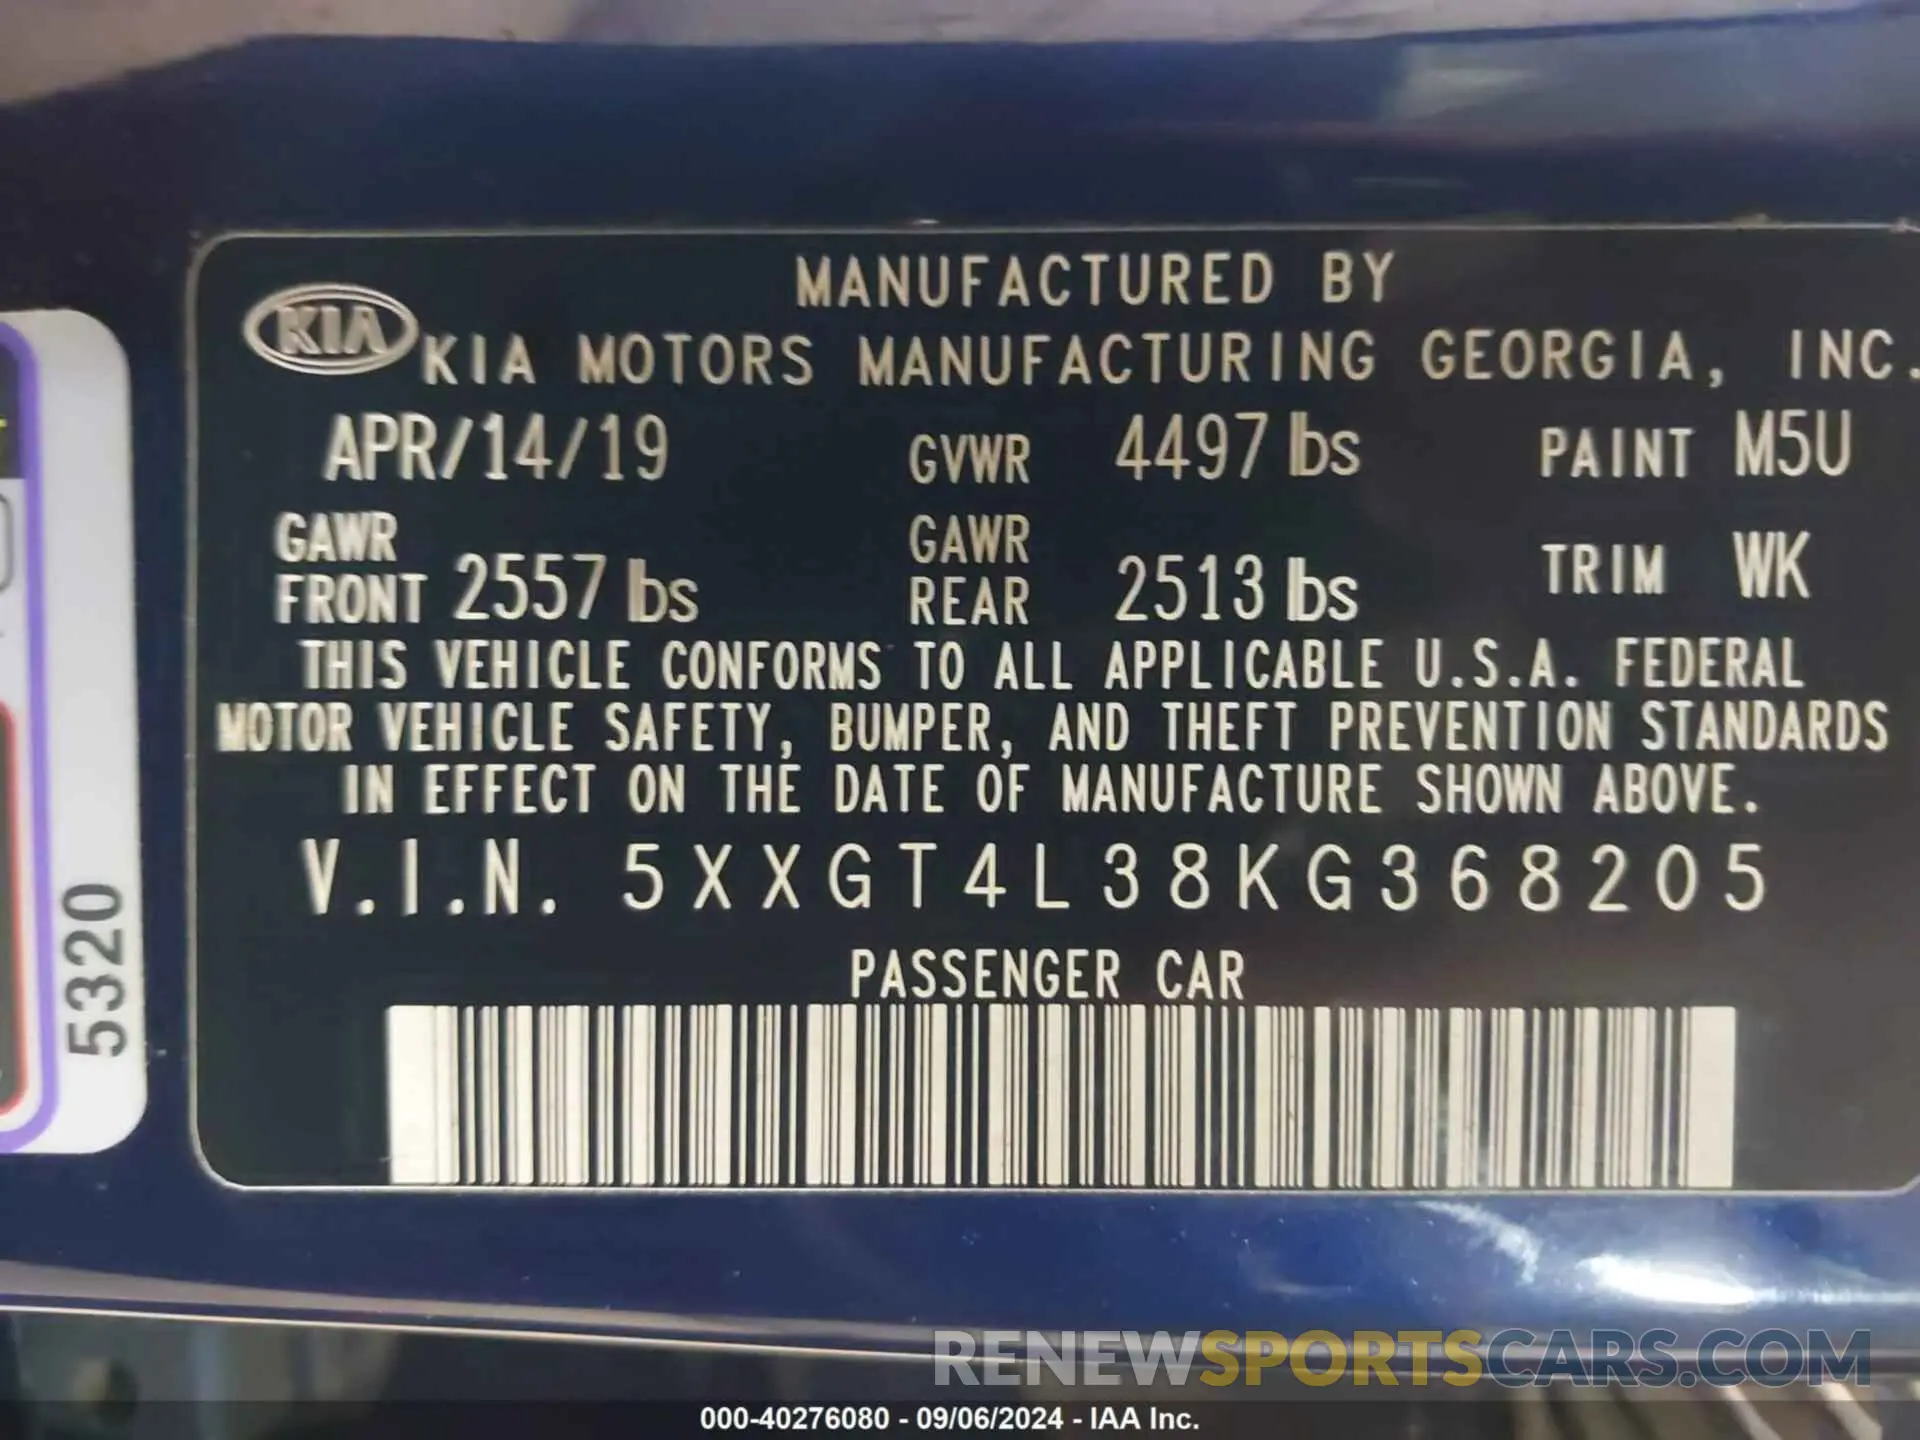 MANUFACTURED BY
KIA KIA MOTORS MANUFACTURING GEORGIA, INC.
APR/14/19 GVWR 4497 lbs PAINT M5U
GAWR FRONT 2557 lbs GAWR REAR 2513 lbs TRIM WK
THIS VEHICLE CONFORMS TO ALL APPLICABLE U.S.A. FEDERAL
MOTOR VEHICLE SAFETY, BUMPER, AND THEFT PREVENTION STANDARDS
IN EFFECT ON THE DATE OF MANUFACTURE SHOWN ABOVE.
V.I.N. 5XXGT4L38KG368205
PASSENGER CAR
5320
RENEWSPORTSCARS.COM
000-40276080 - 09/06/2024 - IAA Inc.